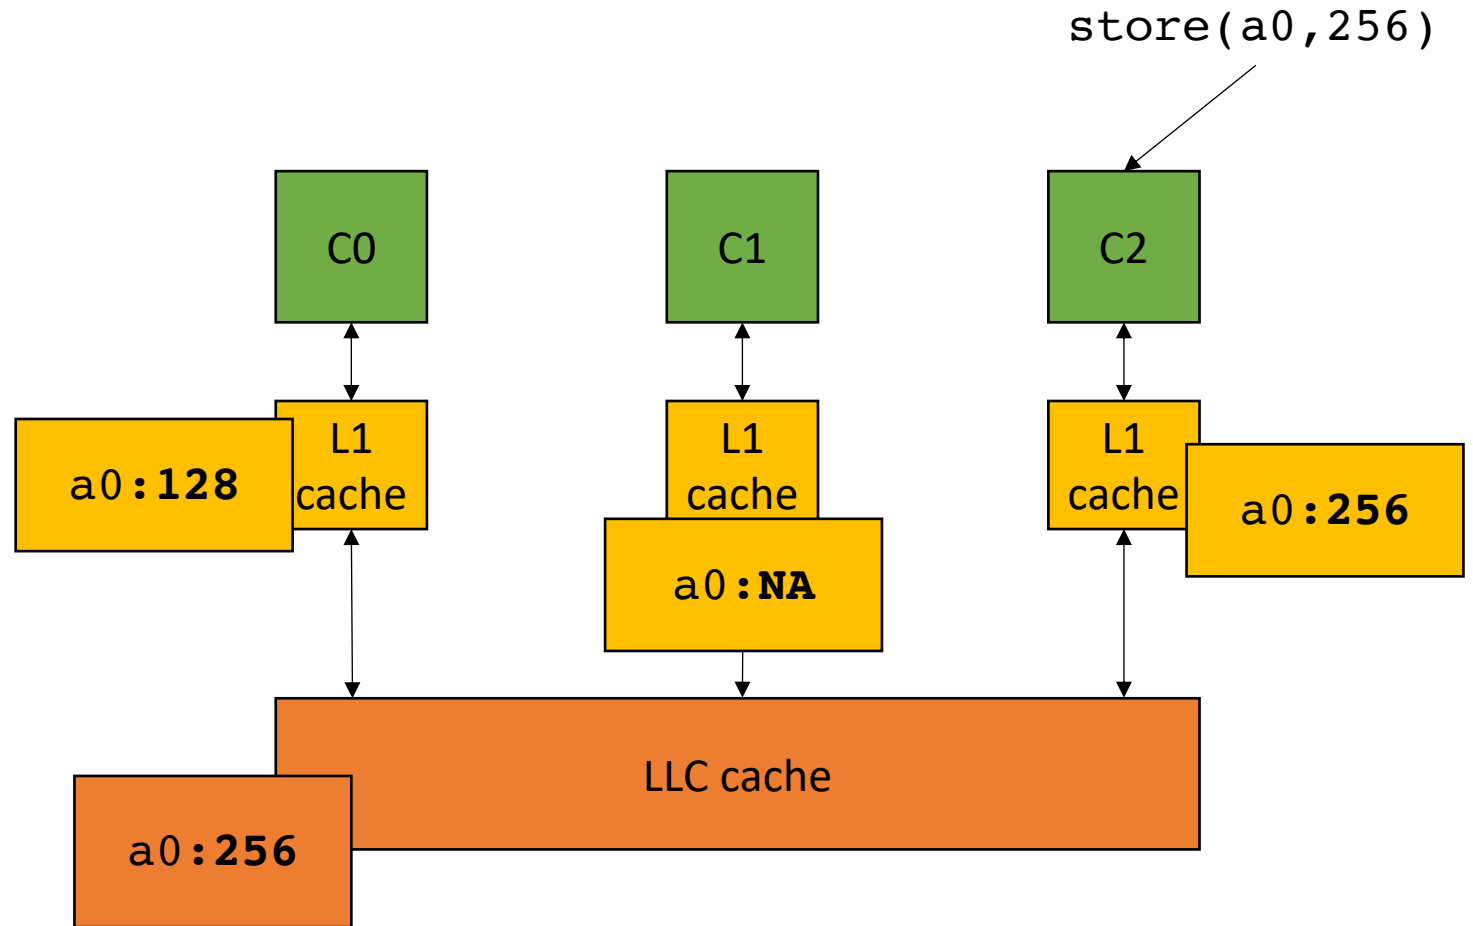 store(a0,256)
C0
C1
C2
L1
cache
L1
cache
L1
cache
a0:128
a0:256
a0:NA
LLC cache
a0:256